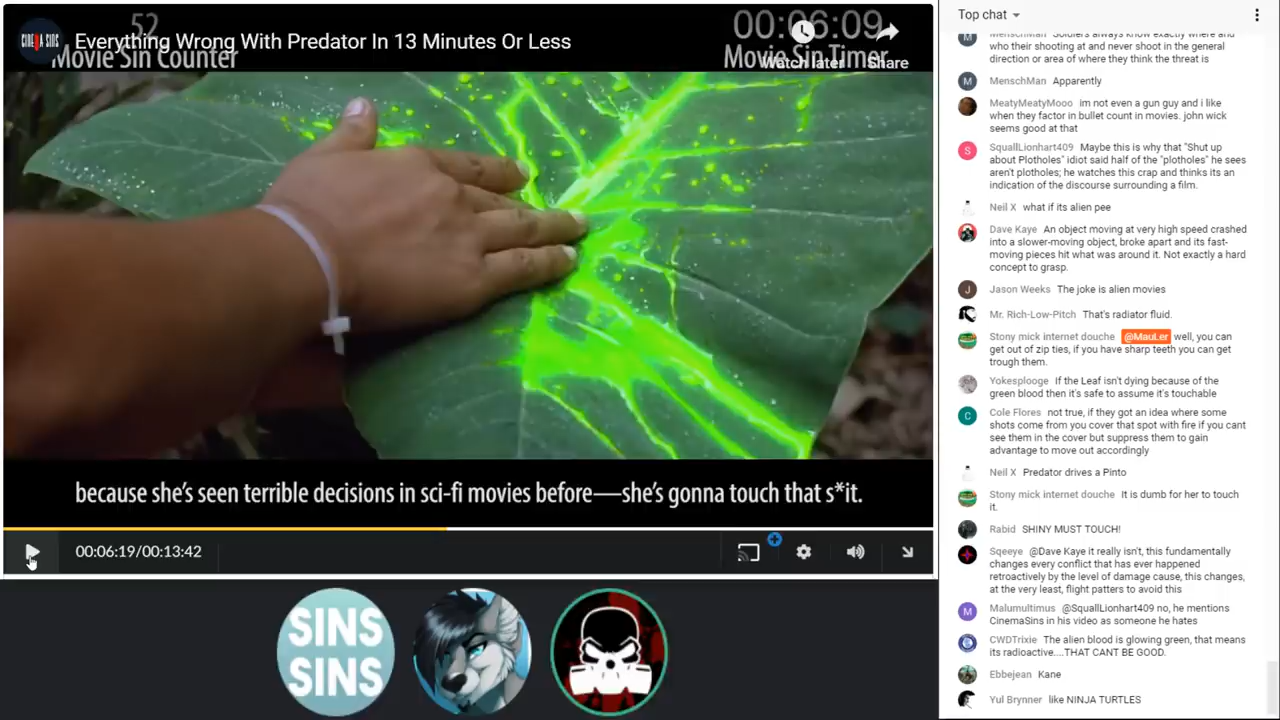 52
Movie Sin Counter
CINEMA SINS
Everything Wrong With Predator In 13 Minutes Or Less
00:06:09
Movie Sin Timer
Watch later
Share
because she's seen terrible decisions in sci-fi movies before—she's gonna touch that s*it.
00:06:19/00:13:42
SINS
SINS
Top chat
MenschMan Soldiers always know exactly where and
who their shooting at and never shoot in the general
direction or area of where they think the threat is
MenschMan Apparently
MeatyMeatyMooo im not even a gun guy and i like
when they factor in bullet count in movies. john wick
seems good at that
SquallLionhart409 Maybe this is why that "Shut up
about Plotholes" idiot said half of the "plotholes" he sees
aren't plotholes; he watches this crap and thinks its an
indication of the discourse surrounding a film.
Neil X what if its alien pee
Dave Kaye An object moving at very high speed crashed
into a slower-moving object, broke apart and its fast-
moving pieces hit what was around it. Not exactly a hard
concept to grasp.
Jason Weeks The joke is alien movies
Mr. Rich-Low-Pitch That's radiator fluid.
Stony mick internet douche @MauLer well, you can
get out of zip ties, if you have sharp teeth you can get
trough them.
Yokesplooge If the Leaf isn't dying because of the
green blood then it's safe to assume it's touchable
Cole Flores not true, if they got an idea where some
shots come from you cover that spot with fire if you cant
see them in the cover but suppress them to gain
advantage to move out accordingly
Neil X Predator drives a Pinto
Stony mick internet douche It is dumb for her to touch
it.
Rabid SHINY MUST TOUCH!
Sqeeye @Dave Kaye it really isn't, this fundamentally
changes every conflict that has ever happened
retroactively by the level of damage cause, this changes,
at the very least, flight patters to avoid this
Malumultimus @SquallLionhart409 no, he mentions
CinemaSins in his video as someone he hates
CWDTrixie The alien blood is glowing green, that means
its radioactive....THAT CANT BE GOOD.
Ebbejean Kane
Yul Brynner like NINJA TURTLES